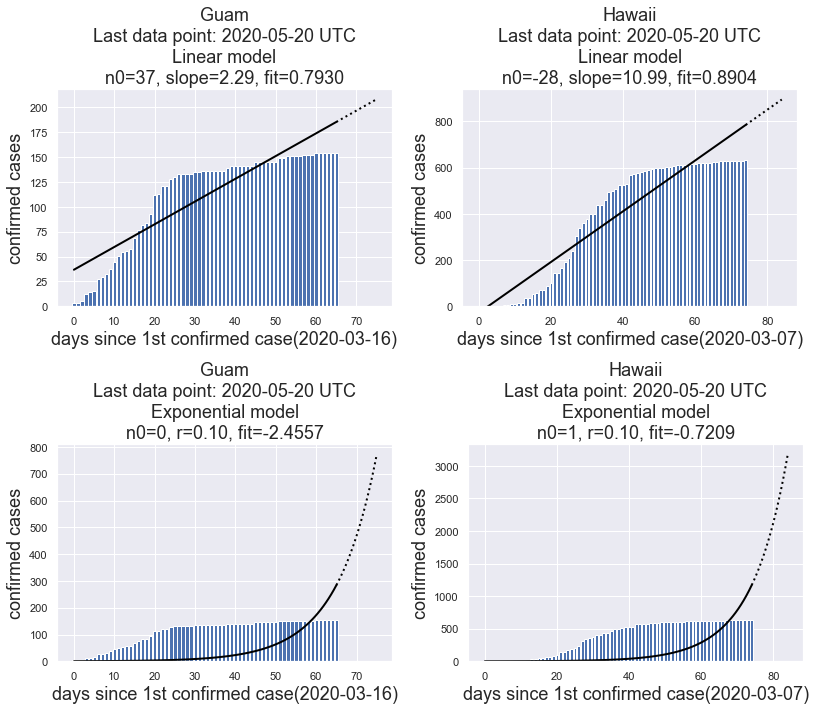 Guam
Last data point: 2020-05-20 UTC
Linear model
n0=37, slope=2.29, fit=0.7930
200
175
150
125
100
75
50
25
0
confirmed cases
0 10 20 30 40 50 60 70
days since 1st confirmed case(2020-03-16)
Hawaii
Last data point: 2020-05-20 UTC
Linear model
n0=-28, slope=10.99, fit=0.8904
800
600
400
200
0
confirmed cases
0 20 40 60 80
days since 1st confirmed case(2020-03-07)
Guam
Last data point: 2020-05-20 UTC
Exponential model
n0=0, r=0.10, fit=-2.4557
800
700
600
500
400
300
200
100
0
confirmed cases
0 10 20 30 40 50 60 70
days since 1st confirmed case(2020-03-16)
Hawaii
Last data point: 2020-05-20 UTC
Exponential model
n0=1, r=0.10, fit=-0.7209
3000
2500
2000
1500
1000
500
0
confirmed cases
0 20 40 60 80
days since 1st confirmed case(2020-03-07)